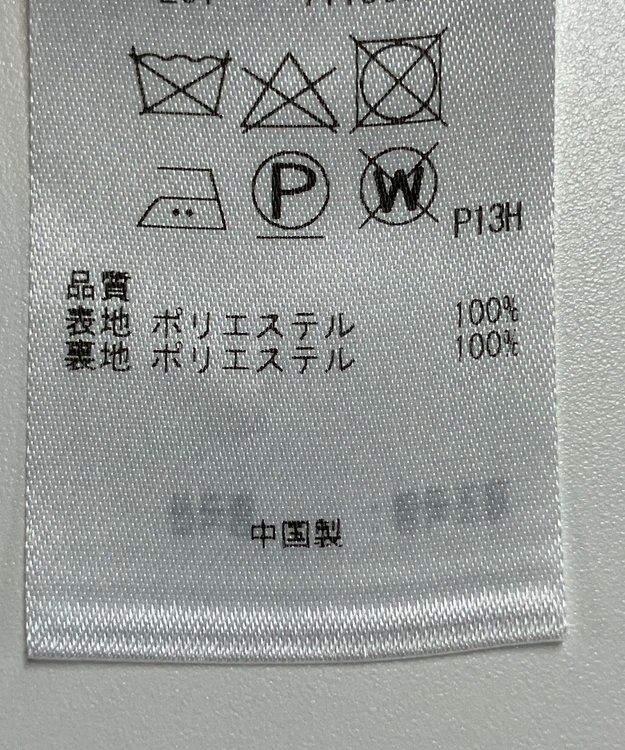 P
W
P13H
品質
表地 ポリエステル 100%
裏地 ポリエステル 100%
中国製